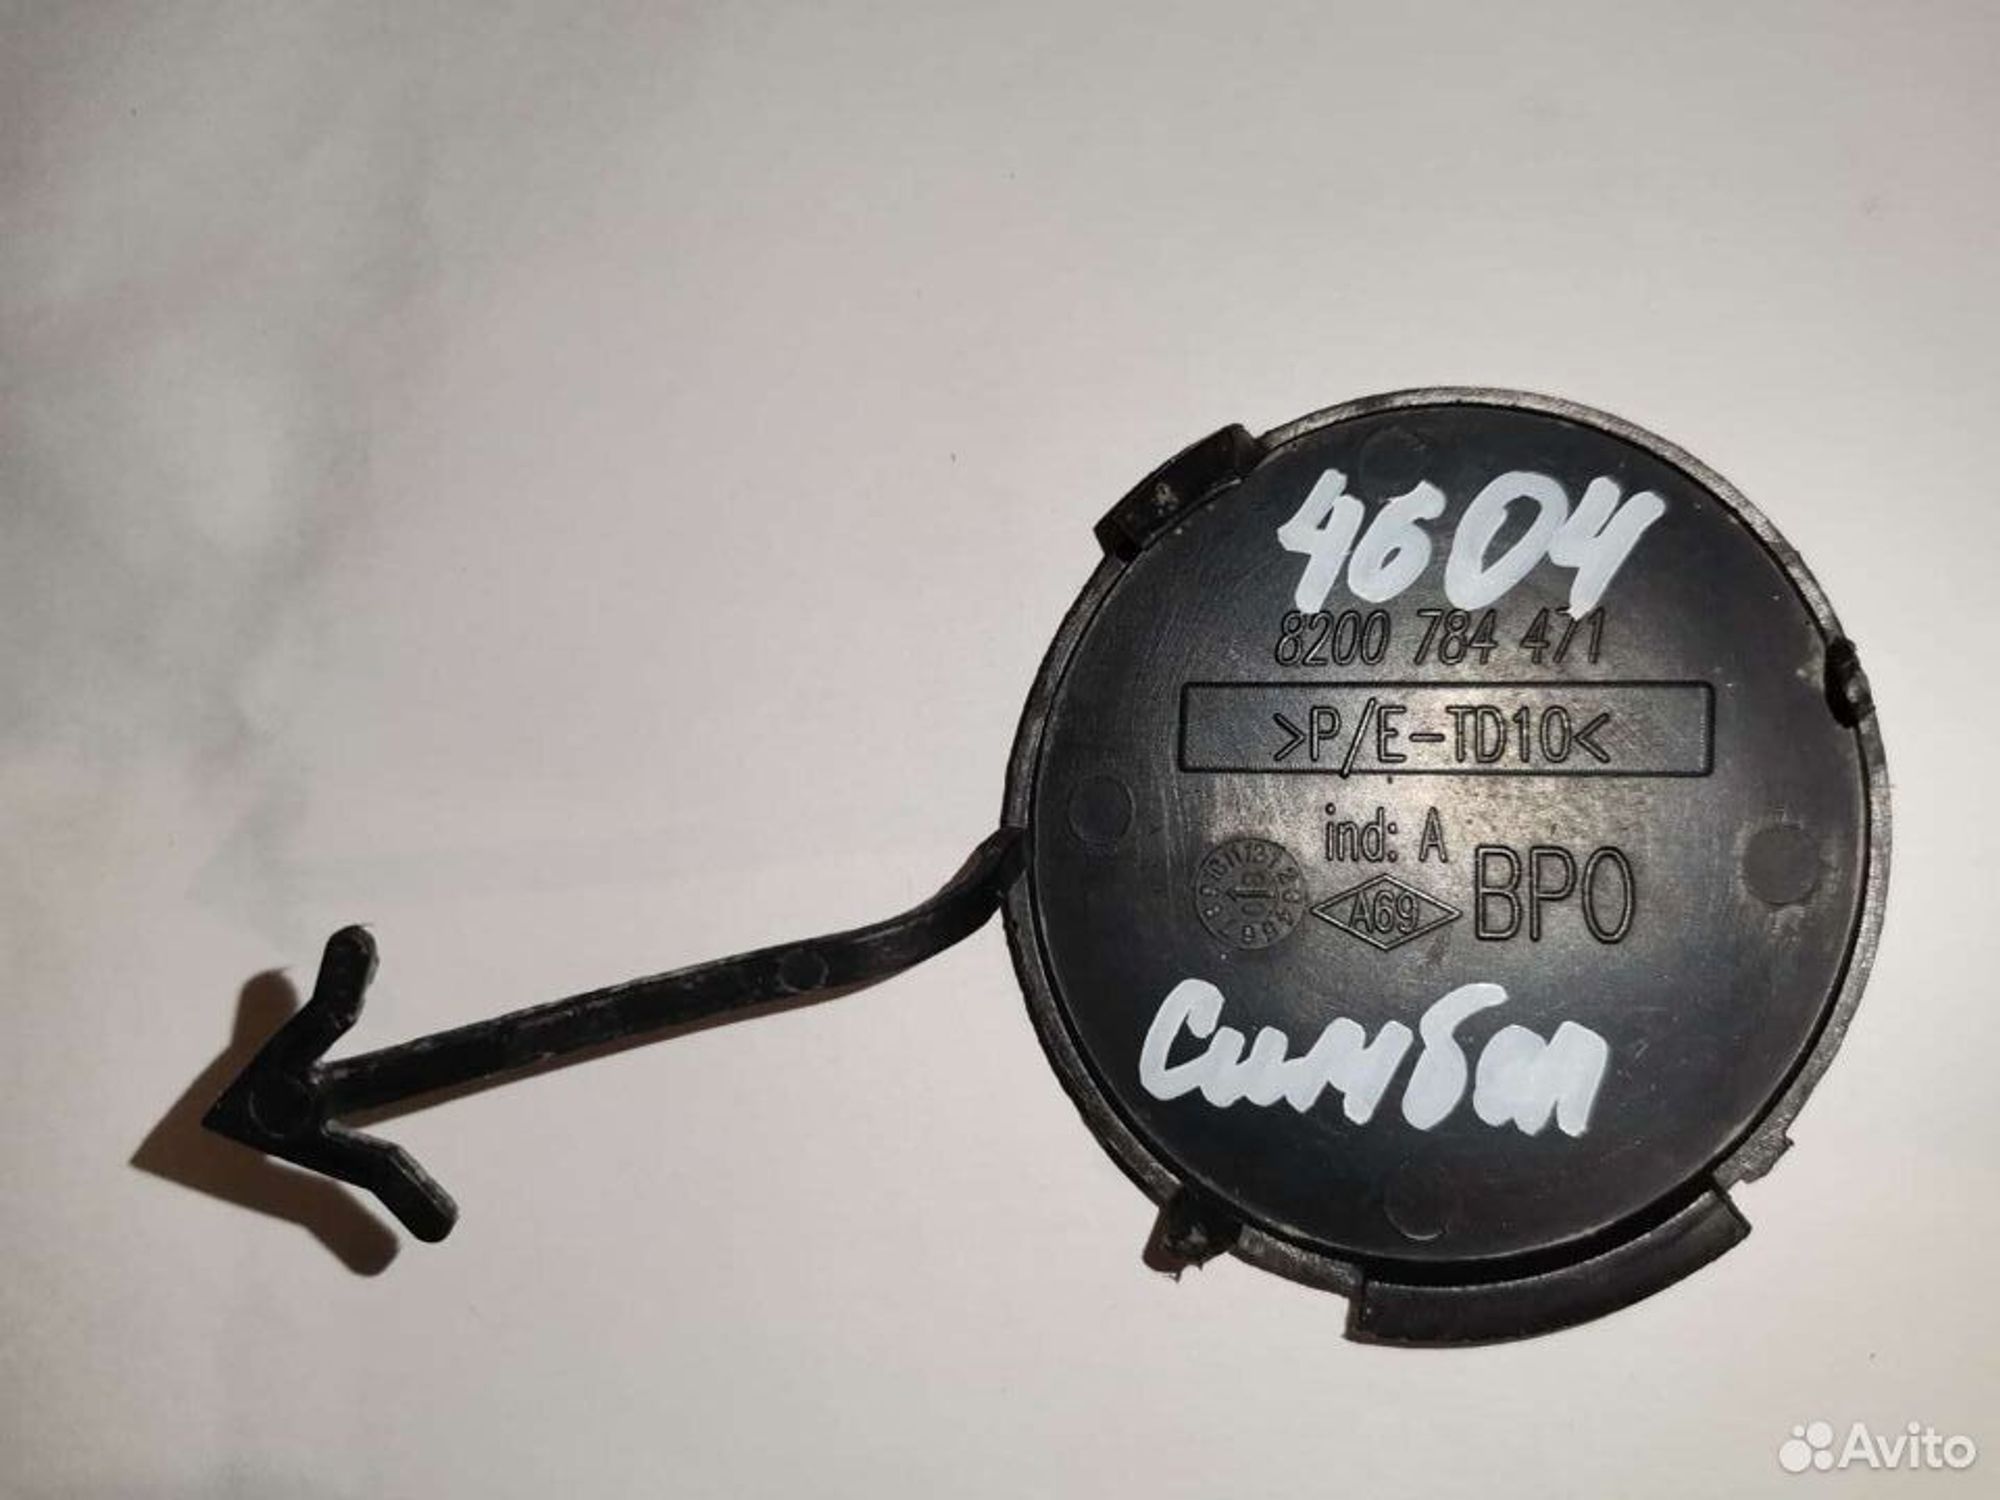 4604
8200 784 471
>P/E-TD10<
ind: A
A69
BPO
Симбол
Avito